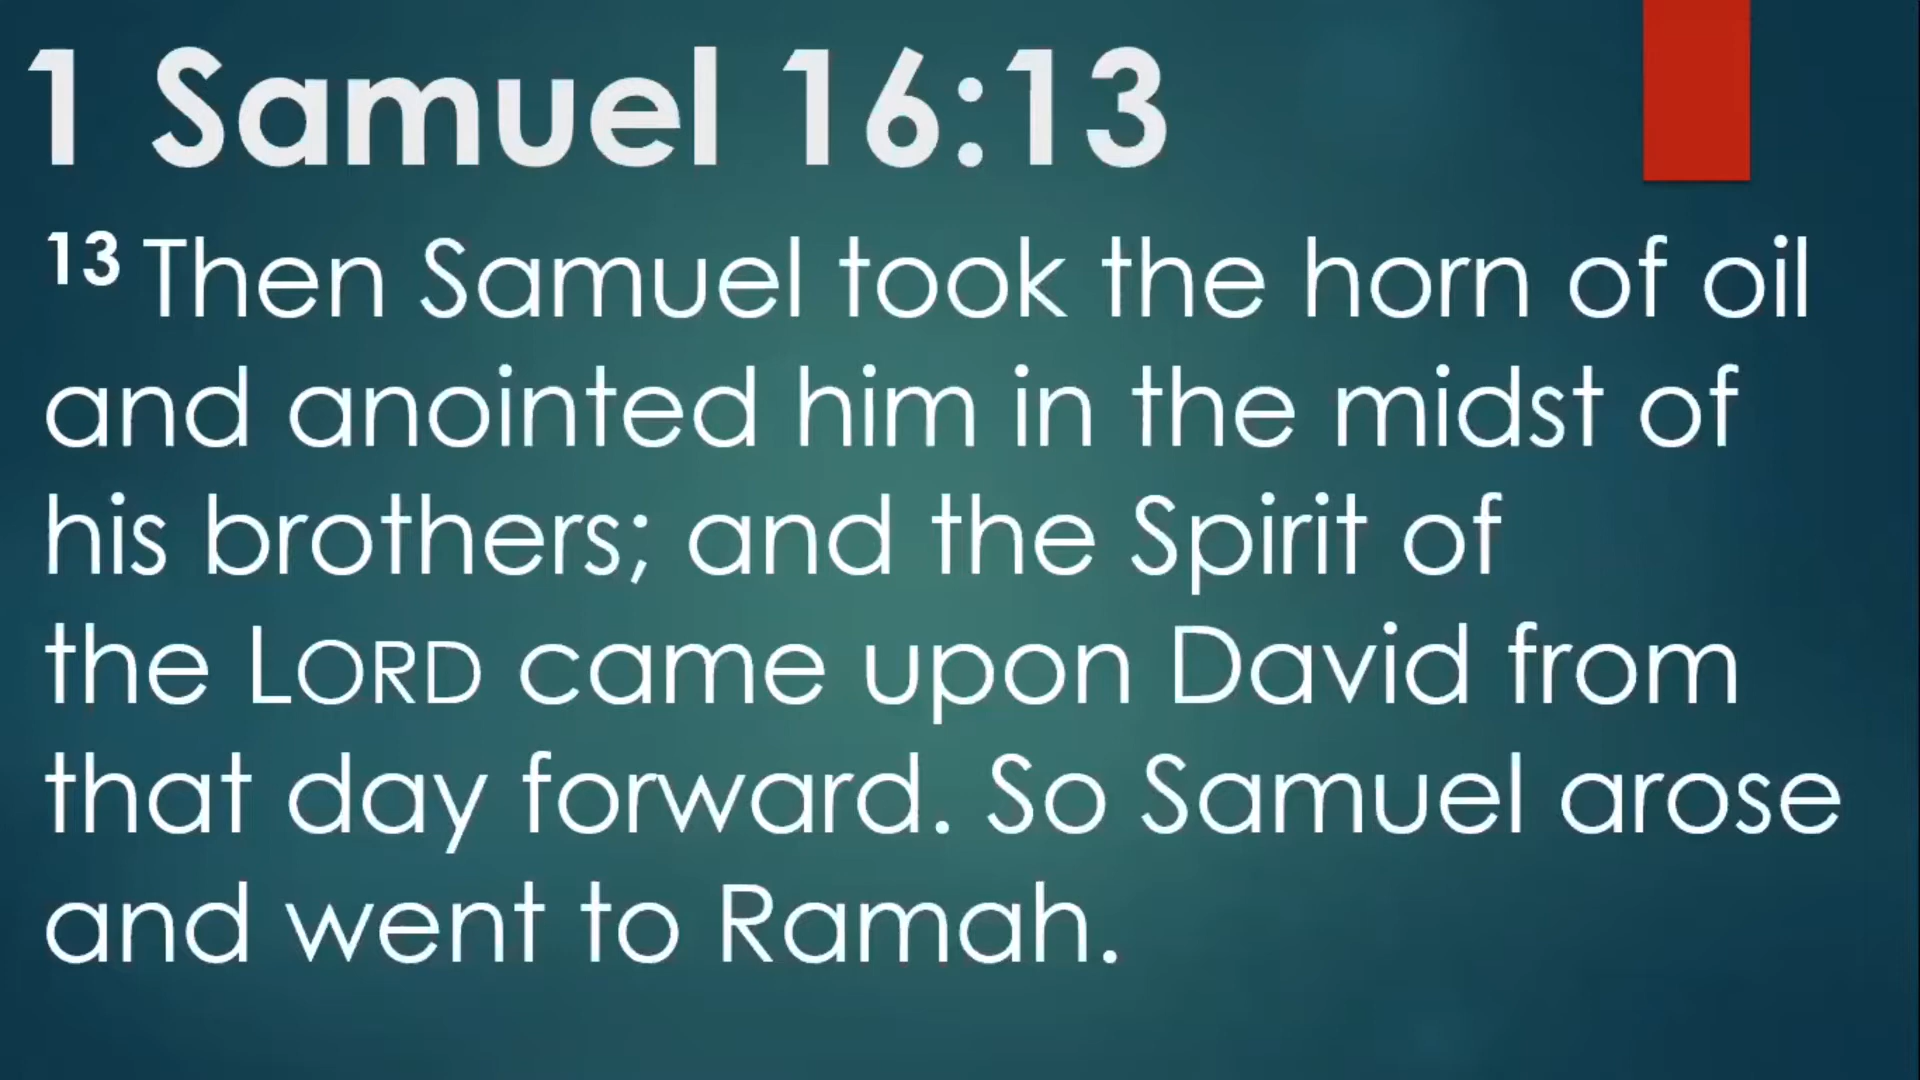 1 Samuel 16:13
13 Then Samuel took the horn of oil
and anointed him in the midst of
his brothers; and the Spirit of
the LORD came upon David from
that day forward. So Samuel arose
and went to Ramah.